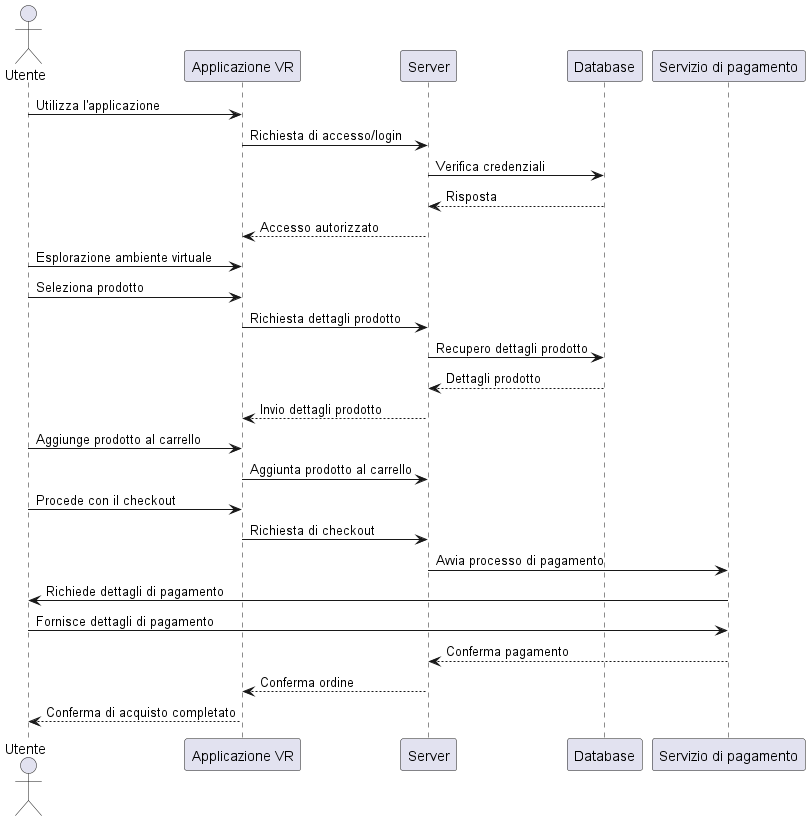 Utente
Applicazione VR
Server
Database
Servizio di pagamento
Utilizza l'applicazione
Richiesta di accesso/login
Verifica credenziali
Risposta
Accesso autorizzato
Esplorazione ambiente virtuale
Seleziona prodotto
Richiesta dettagli prodotto
Recupero dettagli prodotto
Dettagli prodotto
Invio dettagli prodotto
Aggiunge prodotto al carrello
Aggiunta prodotto al carrello
Procede con il checkout
Richiesta di checkout
Avvia processo di pagamento
Richiede dettagli di pagamento
Fornisce dettagli di pagamento
Conferma pagamento
Conferma ordine
Conferma di acquisto completato
Utente
Applicazione VR
Server
Database
Servizio di pagamento